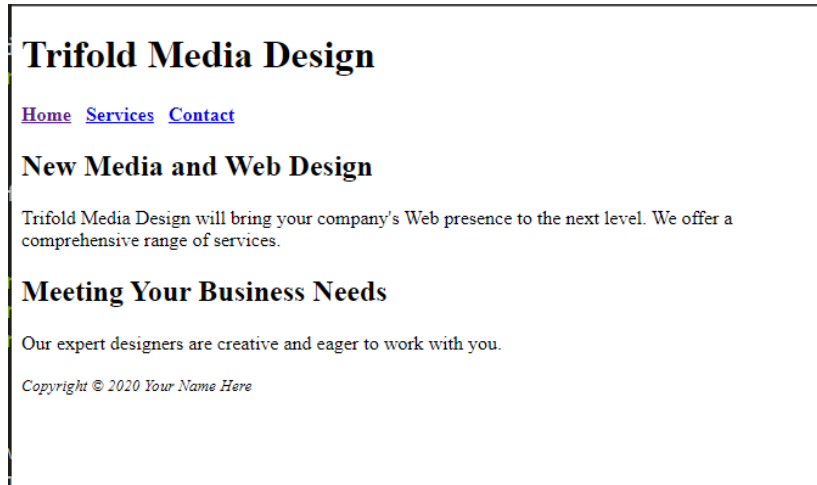 Trifold Media Design
Home Services Contact
New Media and Web Design
Trifold Media Design will bring your company's Web presence to the next level. We offer a
comprehensive range of services.
Meeting Your Business Needs
Our expert designers are creative and eager to work with you.
Copyright © 2020 Your Name Here